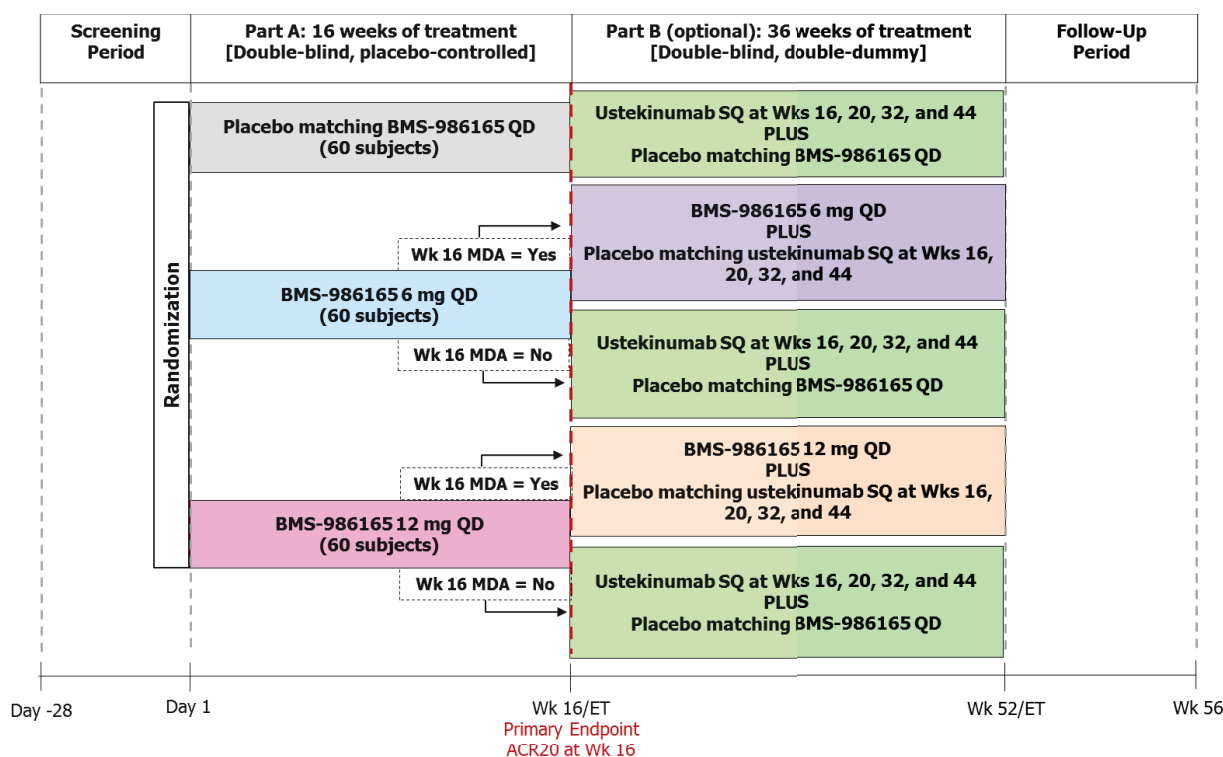 Screening
Period
Part A: 16 weeks of treatment
[Double-blind, placebo-controlled]
Part B (optional): 36 weeks of treatment
[Double-blind, double-dummy]
Follow-Up
Period
Randomization
Placebo matching BMS-986165 QD
(60 subjects)
Ustekinumab SQ at Wks 16, 20, 32, and 44
PLUS
Placebo matching BMS-986165 QD
Wk 16 MDA = Yes
BMS-986165 6 mg QD
PLUS
Placebo matching ustekinumab SQ at Wks 16,
20, 32, and 44
BMS-986165 6 mg QD
(60 subjects)
Wk 16 MDA = No
Ustekinumab SQ at Wks 16, 20, 32, and 44
PLUS
Placebo matching BMS-986165 QD
Wk 16 MDA = Yes
BMS-986165 12 mg QD
PLUS
Placebo matching ustekinumab SQ at Wks 16,
20, 32, and 44
BMS-986165 12 mg QD
(60 subjects)
Wk 16 MDA = No
Ustekinumab SQ at Wks 16, 20, 32, and 44
PLUS
Placebo matching BMS-986165 QD
Day -28
Day 1
Wk 16/ET
Primary Endpoint
ACR20 at Wk 16
Wk 52/ET
Wk 56